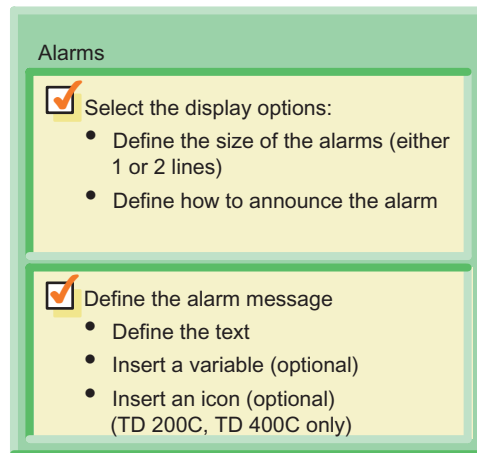 Alarms
Select the display options:
• Define the size of the alarms (either
1 or 2 lines)
• Define how to announce the alarm
Define the alarm message
• Define the text
• Insert a variable (optional)
• Insert an icon (optional)
(TD 200C, TD 400C only)